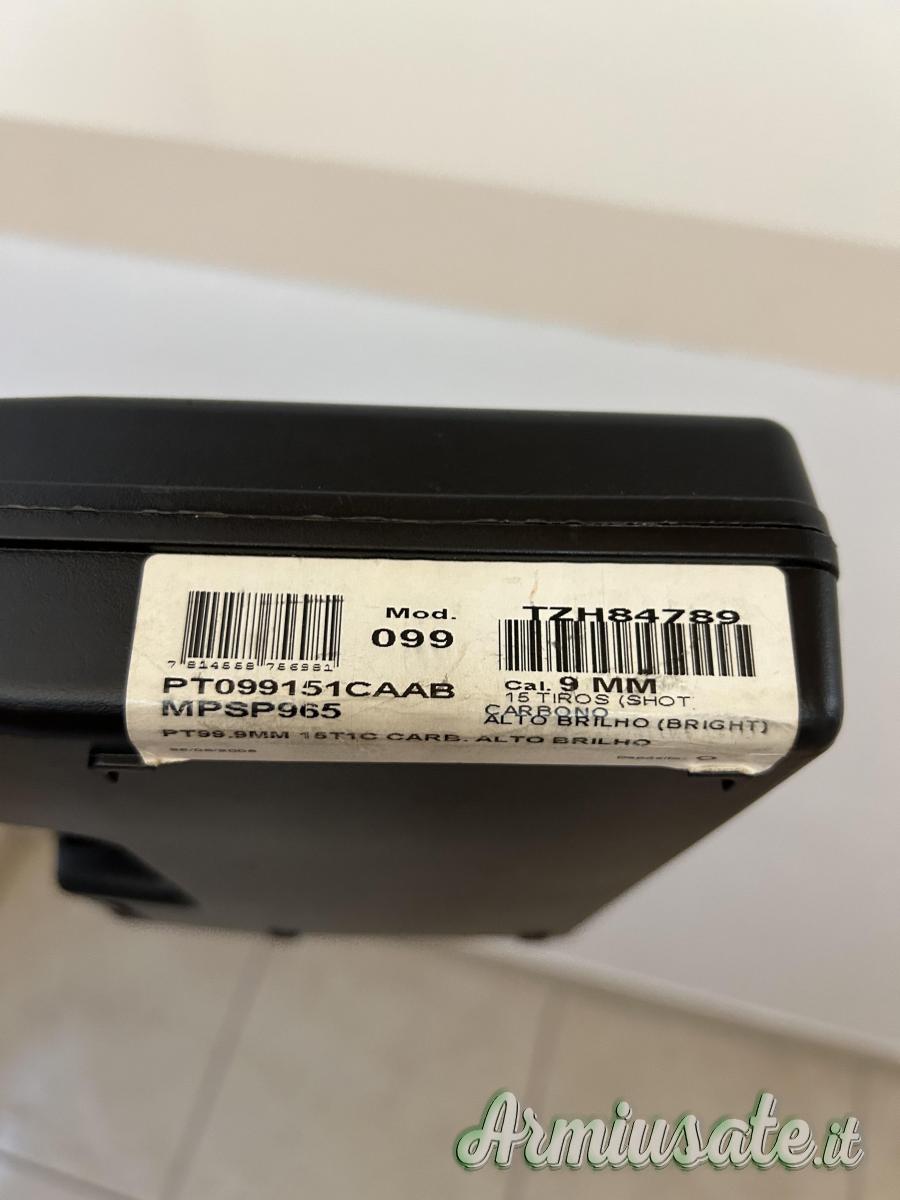 Mod.
099
TZH84789
7 814558 756981
PT099151CAAB
MPSP965
Cal. 9 MM
15 TIROS (SHOT
CARBONO
ALTO BRILHO (BRIGHT)
PT99.9MM 15T1C CARB. ALTO BRILHO
Armiusate.it